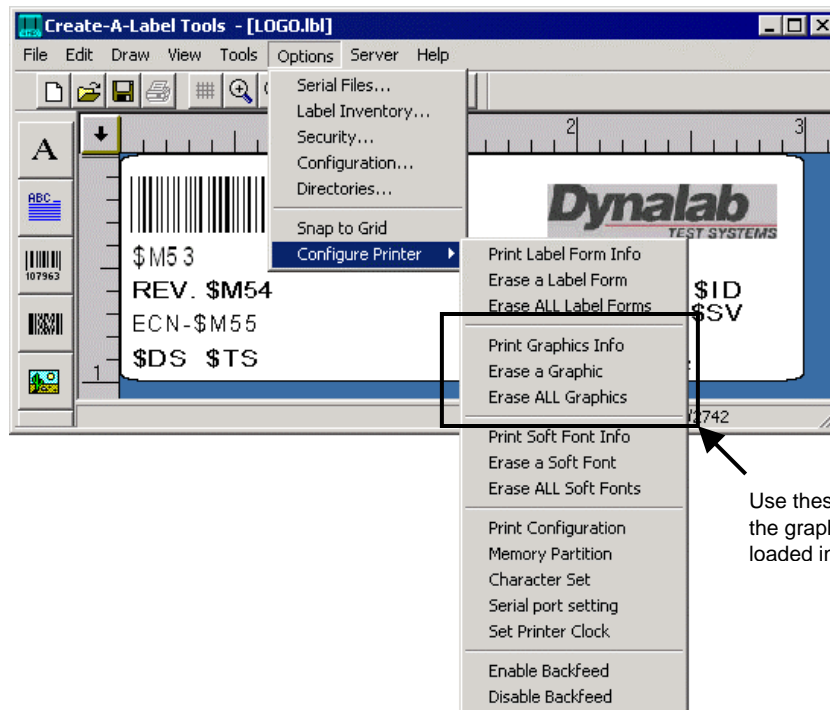 Create-A-Label Tools - [LOGO.lbl]
File Edit Draw View Tools Options Server Help
Serial Files...
Label Inventory...
Security...
Configuration...
Directories...
Snap to Grid
Configure Printer
A
ABC
107963
2
3
1
Dynalab
TEST SYSTEMS
$M53
REV. $M54
ECN-$M55
$DS $TS
$ID
$SV
2742
Print Label Form Info
Erase a Label Form
Erase ALL Label Forms
Print Graphics Info
Erase a Graphic
Erase ALL Graphics
Print Soft Font Info
Erase a Soft Font
Erase ALL Soft Fonts
Print Configuration
Memory Partition
Character Set
Serial port setting
Set Printer Clock
Enable Backfeed
Disable Backfeed
Use
the
loaded